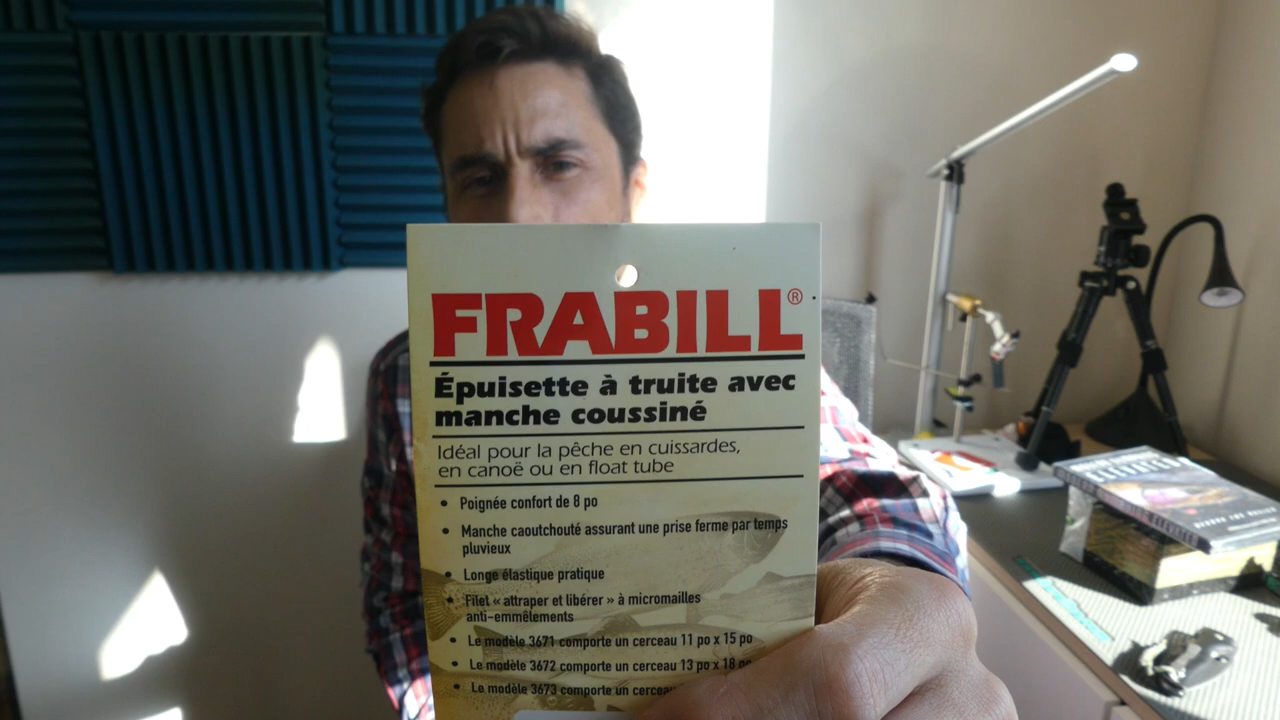 FRABILL®
Épuisette à truite avec
manche coussiné
Idéal pour la pêche en cuissardes,
en canoë ou en float tube
• Poignée confort de 8 po
• Manche caoutchouté assurant une prise ferme par temps
pluvieux
• Longe élastique pratique
• Filet « attraper et libérer » à micromailles
anti-emmêlements
• Le modèle 3671 comporte un cerceau 11 po x 15 po
• Le modèle 3672 comporte un cerceau 13 po x 18 po
• Le modèle 3673 comporte un cerceau